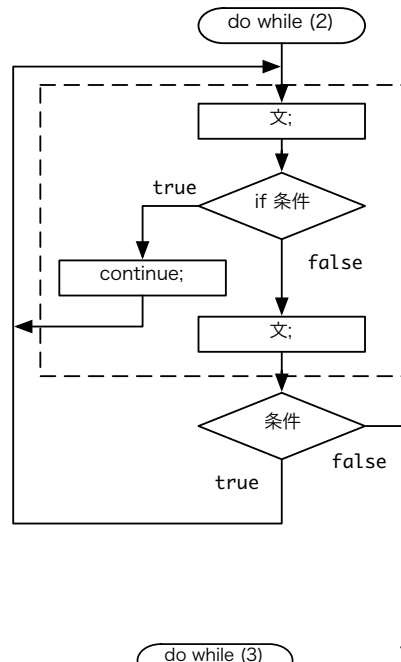 do while (2)
文;
true
if 条件
false
continue;
文;
条件
false
true
do while (3)